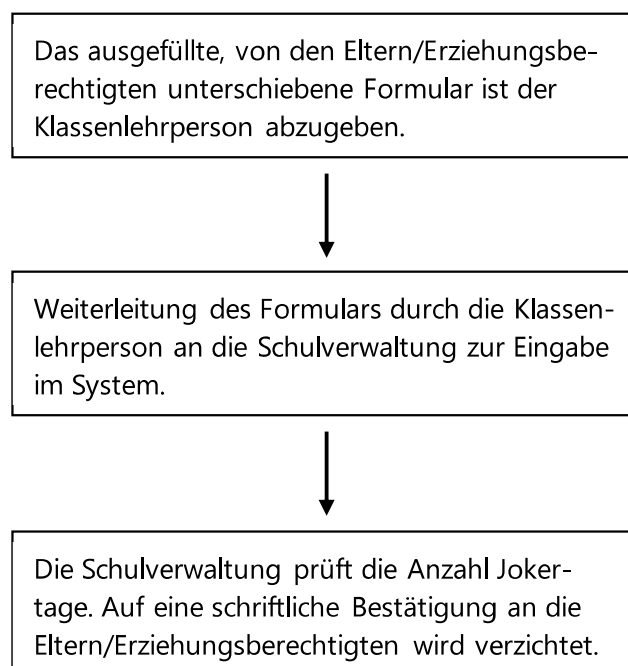 Das ausgefüllte, von den Eltern/Erziehungsbe-
rechtigten unterschiebene Formular ist der
Klassenlehrperson abzugeben.
Weiterleitung des Formulars durch die Klassen-
lehrperson an die Schulverwaltung zur Eingabe
im System.
Die Schulverwaltung prüft die Anzahl Joker-
tage. Auf eine schriftliche Bestätigung an die
Eltern/Erziehungsberechtigten wird verzichtet.